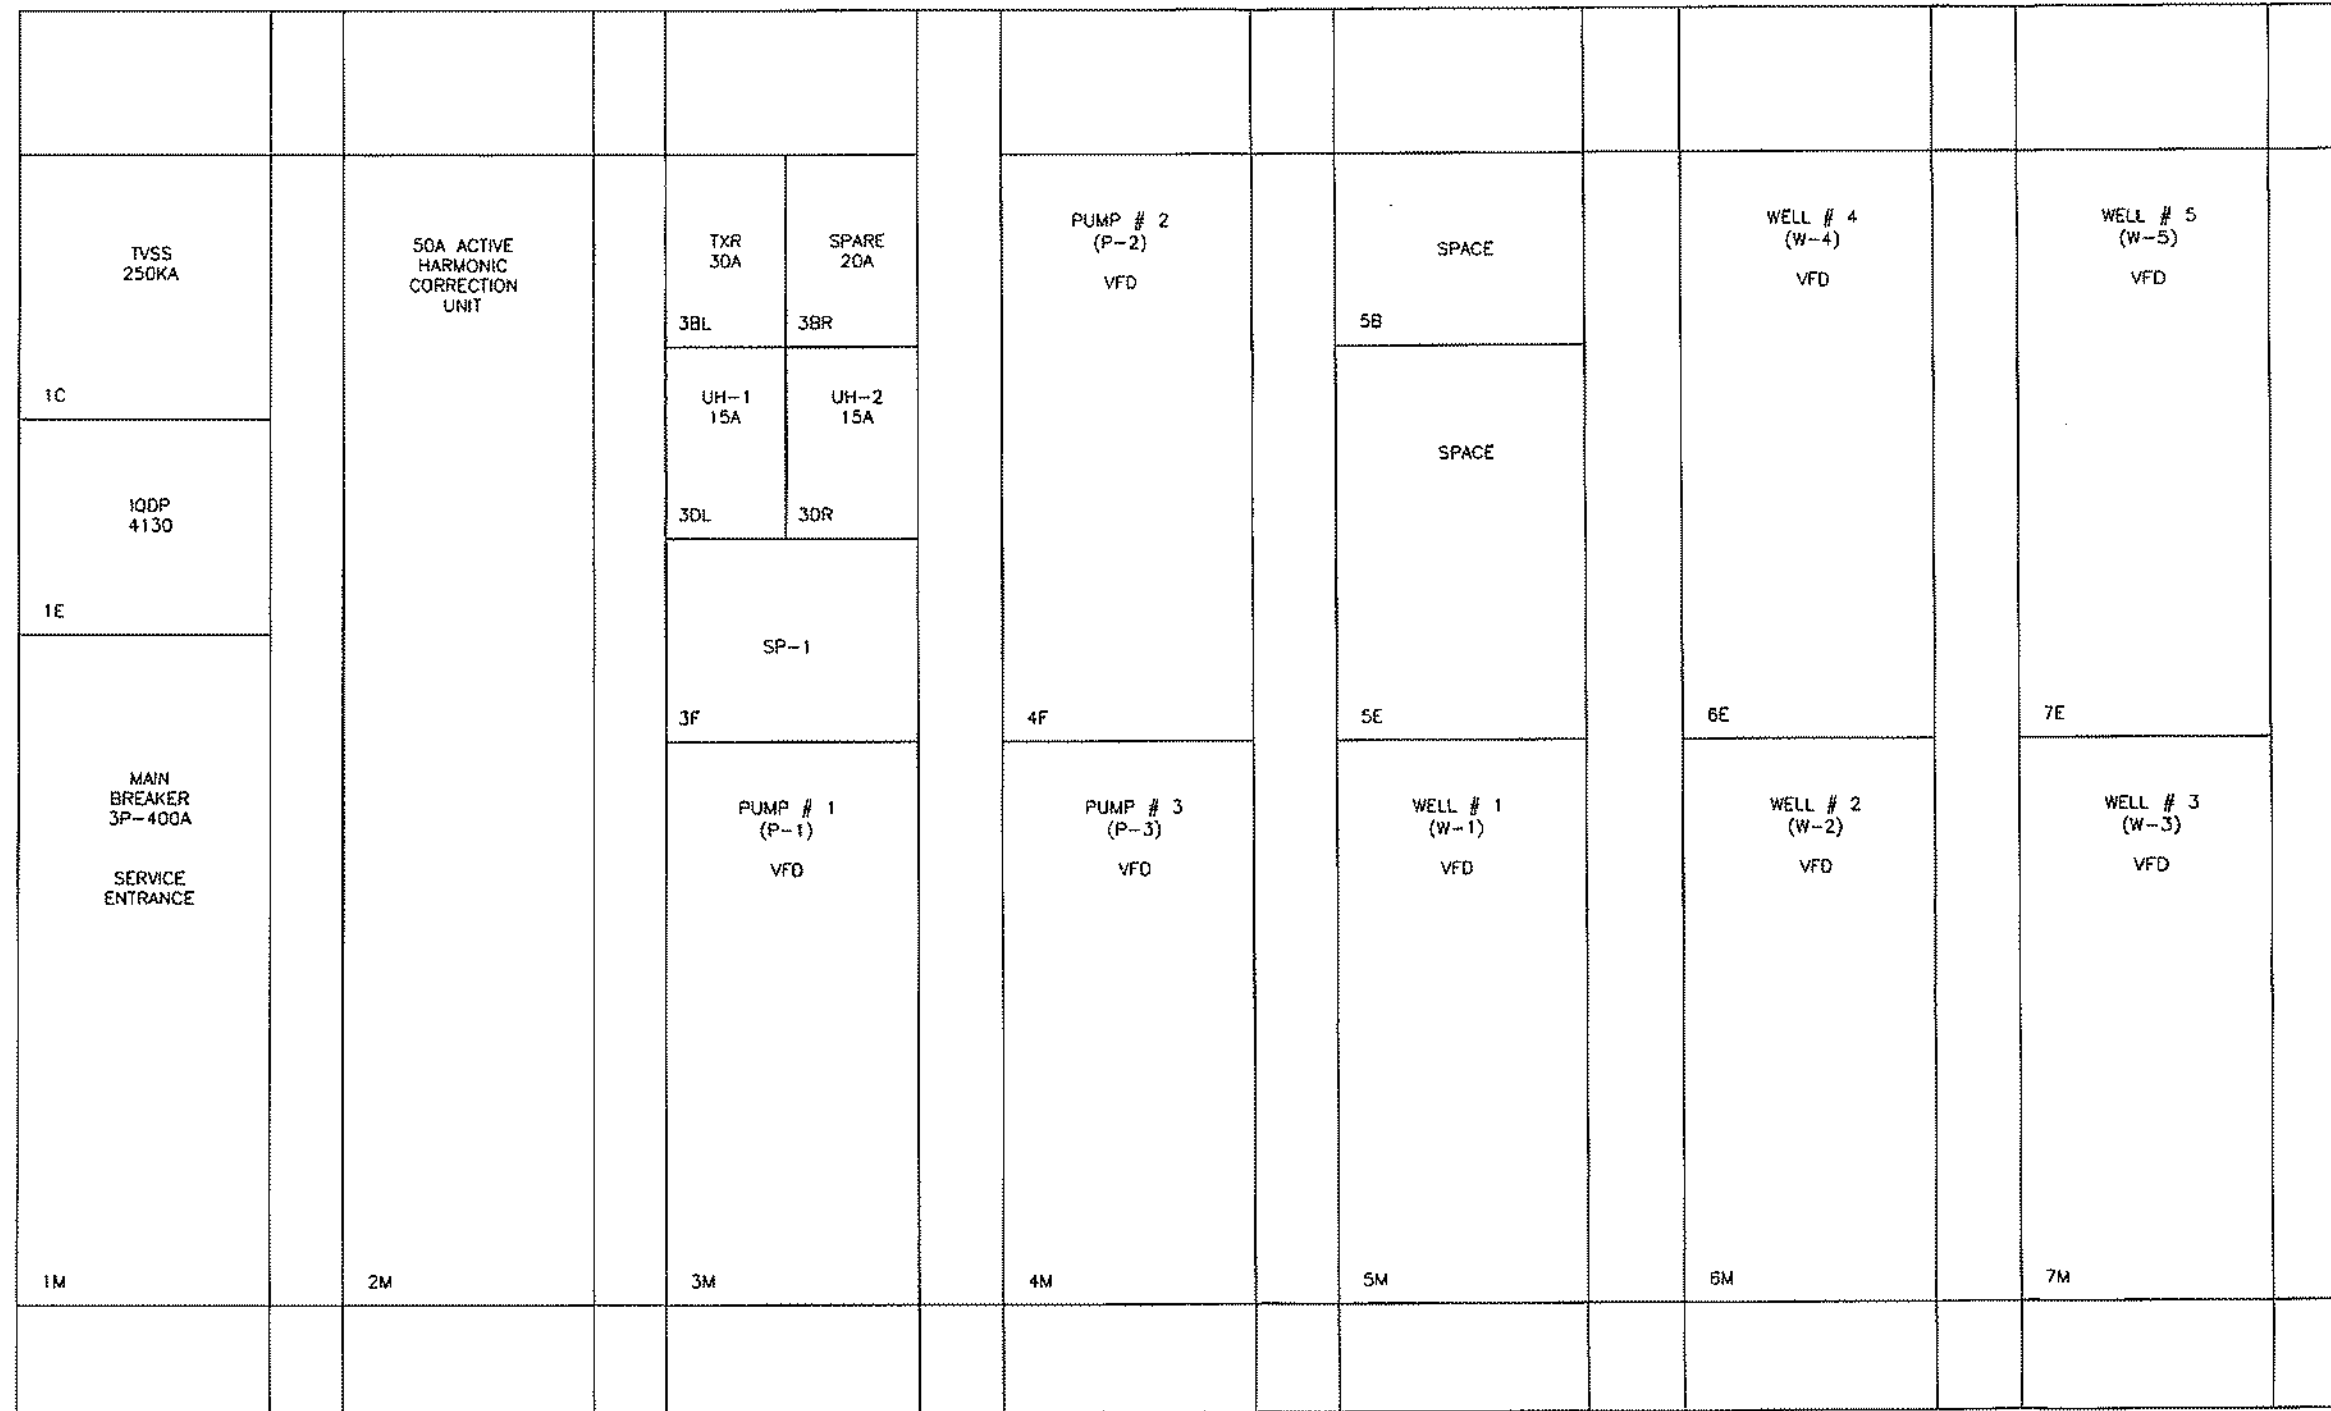 TVSS
250KA
1C
IQDP
4130
1E
MAIN
BREAKER
3P-400A
SERVICE
ENTRANCE
1M
50A ACTIVE
HARMONIC
CORRECTION
UNIT
2M
TXR
30A
3BL
SPARE
20A
3BR
UH-1
15A
3DL
UH-2
15A
3DR
SP-1
3F
PUMP # 1
(P-1)
VFD
3M
PUMP # 2
(P-2)
VFD
4F
PUMP # 3
(P-3)
VFD
4M
SPACE
5B
SPACE
5E
WELL # 1
(W-1)
VFD
5M
WELL # 4
(W-4)
VFD
6E
WELL # 2
(W-2)
VFD
6M
WELL # 5
(W-5)
VFD
7E
WELL # 3
(W-3)
VFD
7M